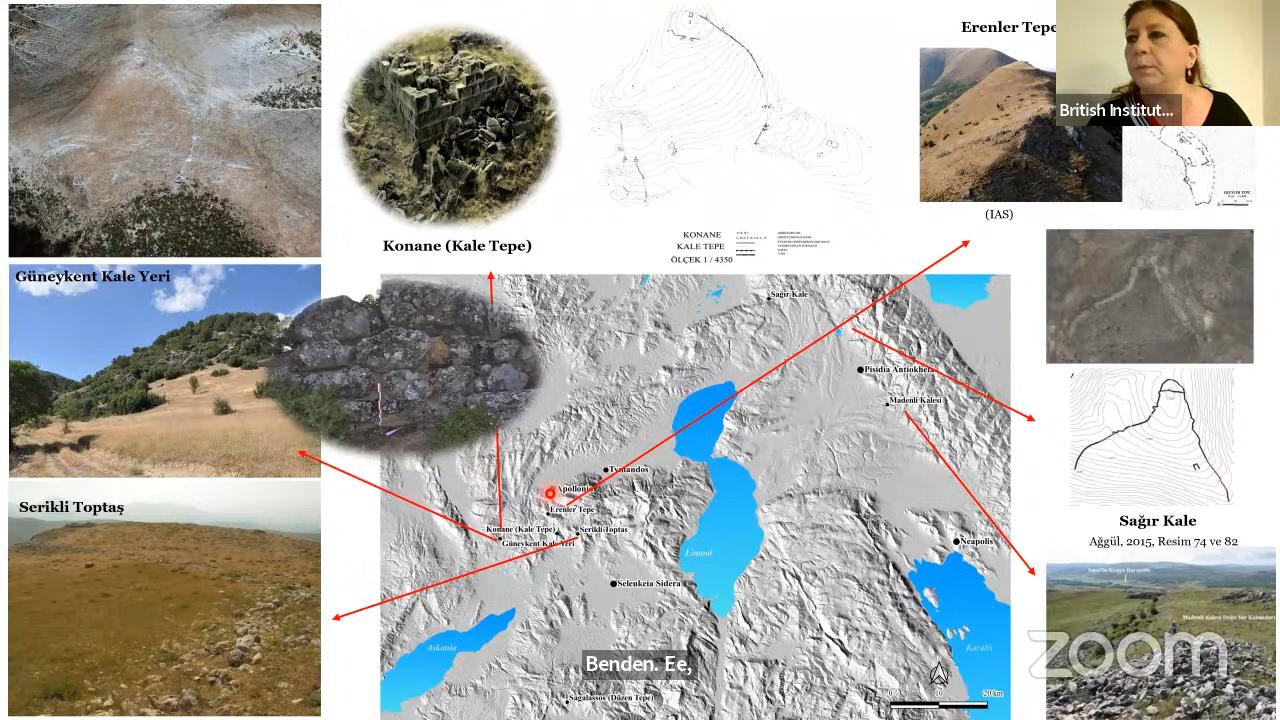 Erenler Tepe
British Institut...
(IAS)
Konane (Kale Tepe)
KONANE
KALE TEPE
ÖLÇEK 1 / 4350
Güneykent Kale Yeri
Sağır Kale
Pisidia Antiokheia
Madenli Kalesi
Tymandos
Apollonia
Erenler Tepe
Konane (Kale Tepe)
Serikli Toptaş
Güneykent Kale Yeri
Limnai
Neapolis
Seleukeia Sidera
Serikli Toptaş
Sağır Kale
Ağgül, 2015, Resim 74 ve 82
Askania
Karalis
Sagalassos (Düzen Tepe)
0 10 20 km
Benden. Ee,
zoom